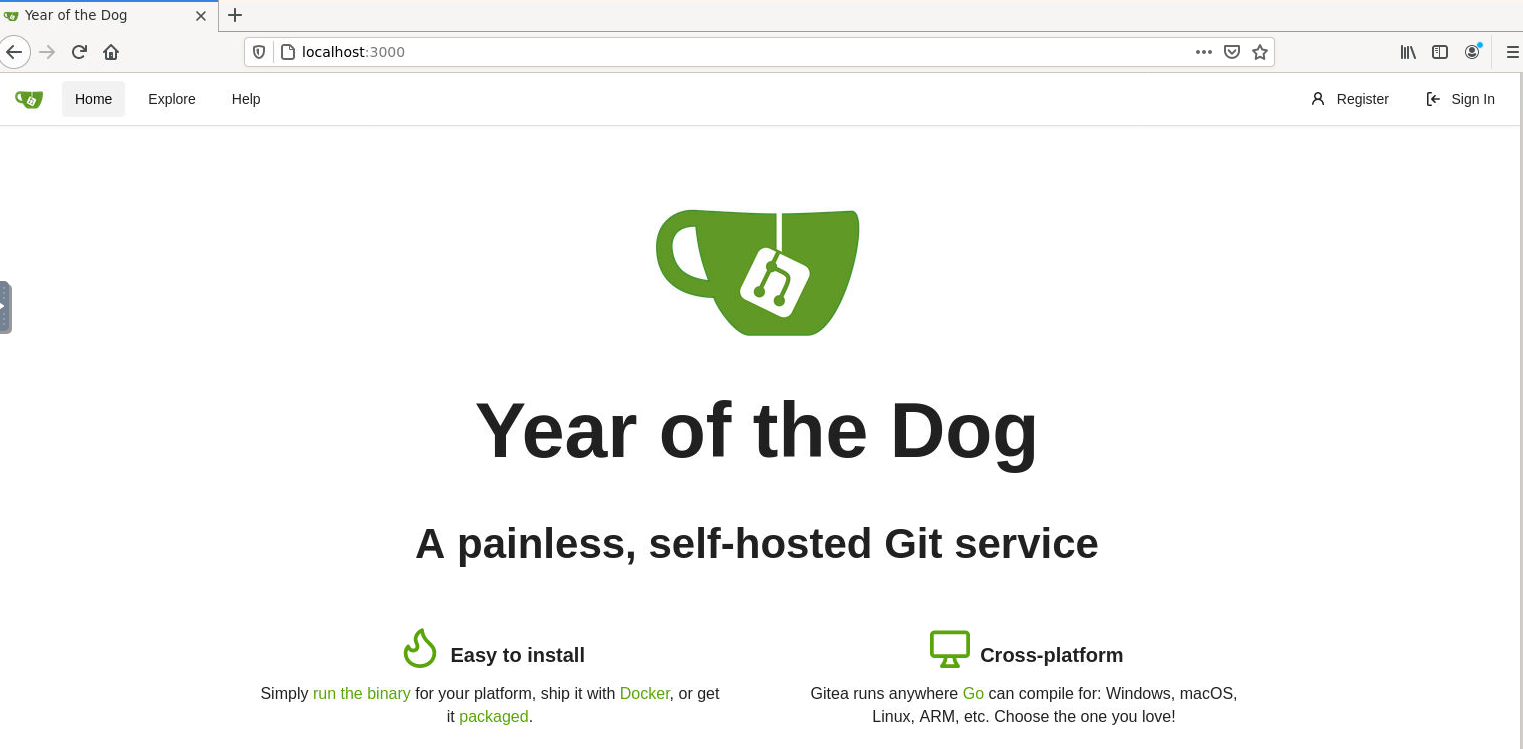 Year of the Dog
localhost:3000
Home Explore Help Register Sign In
Year of the Dog
A painless, self-hosted Git service
Easy to install
Simply run the binary for your platform, ship it with Docker, or get
it packaged.
Cross-platform
Gitea runs anywhere Go can compile for: Windows, macOS,
Linux, ARM, etc. Choose the one you love!